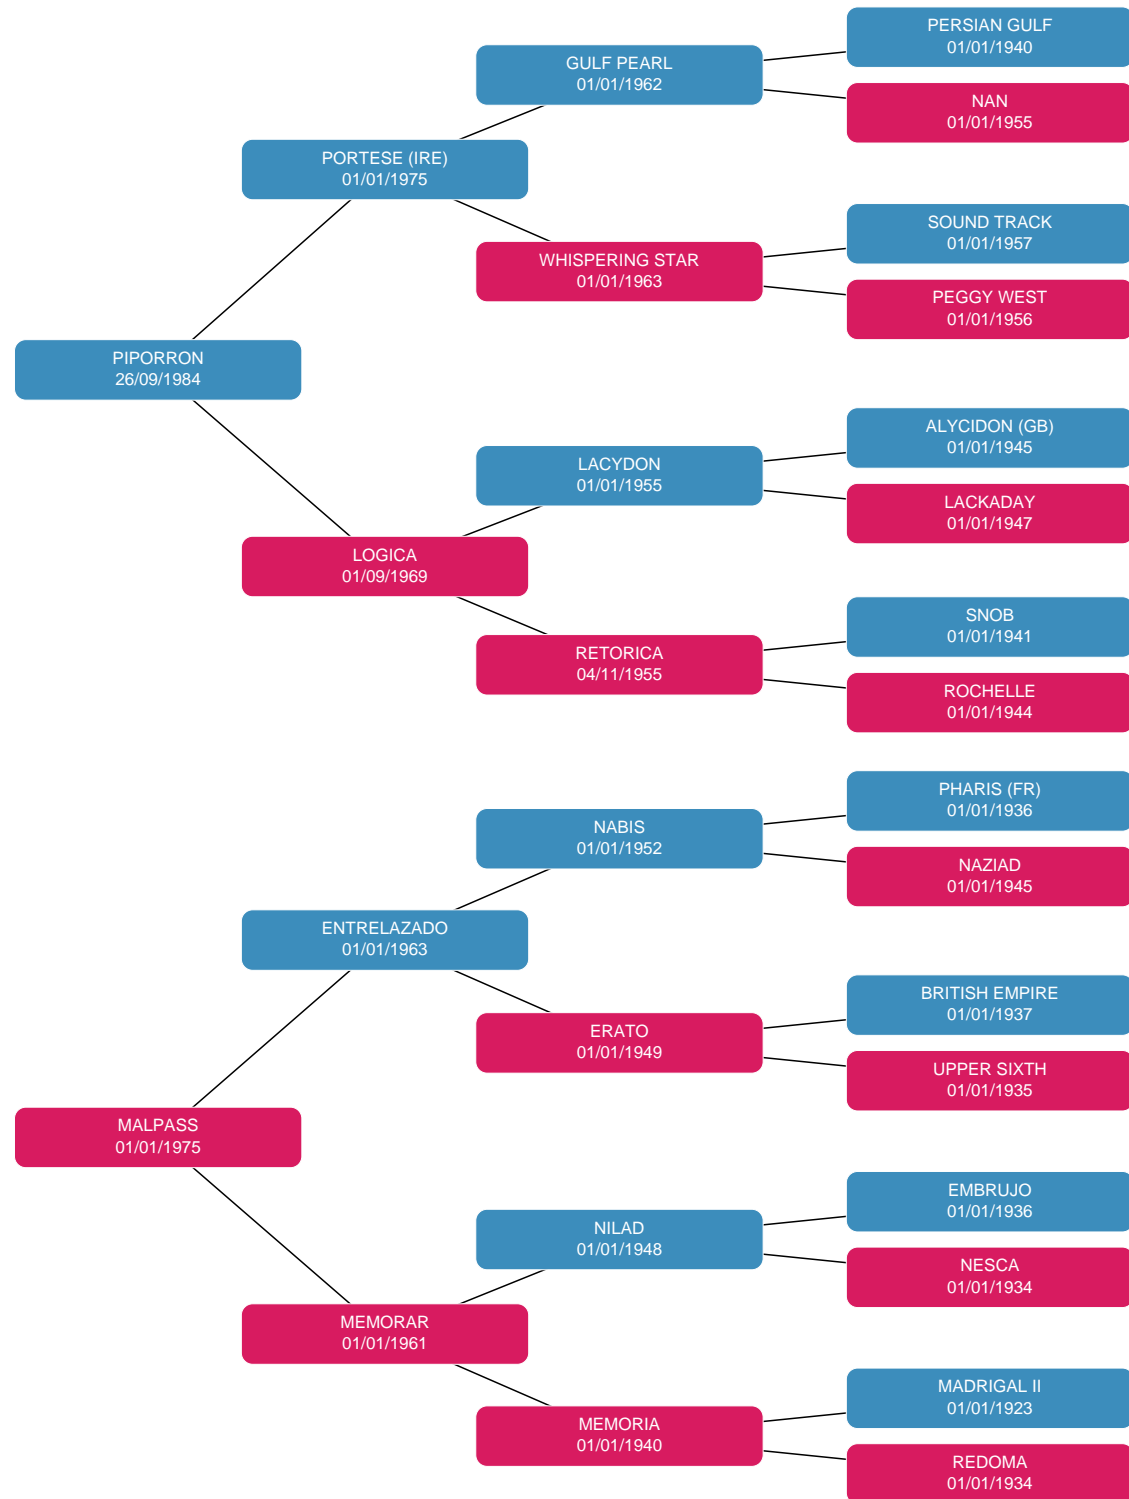 PERSIAN GULF
01/01/1940
GULF PEARL
01/01/1962
NAN
01/01/1955
PORTESE (IRE)
01/01/1975
SOUND TRACK
01/01/1957
WHISPERING STAR
01/01/1963
PEGGY WEST
01/01/1956
PIPORRON
26/09/1984
ALYCIDON (GB)
01/01/1945
LACYDON
01/01/1955
LACKADAY
01/01/1947
LOGICA
01/09/1969
SNOB
01/01/1941
RETORICA
04/11/1955
ROCHELLE
01/01/1944
PHARIS (FR)
01/01/1936
NABIS
01/01/1952
NAZIAD
01/01/1945
ENTRELAZADO
01/01/1963
BRITISH EMPIRE
01/01/1937
ERATO
01/01/1949
UPPER SIXTH
01/01/1935
MALPASS
01/01/1975
EMBRUJO
01/01/1936
NILAD
01/01/1948
NESCA
01/01/1934
MEMORAR
01/01/1961
MADRIGAL II
01/01/1923
MEMORIA
01/01/1940
REDOMA
01/01/1934